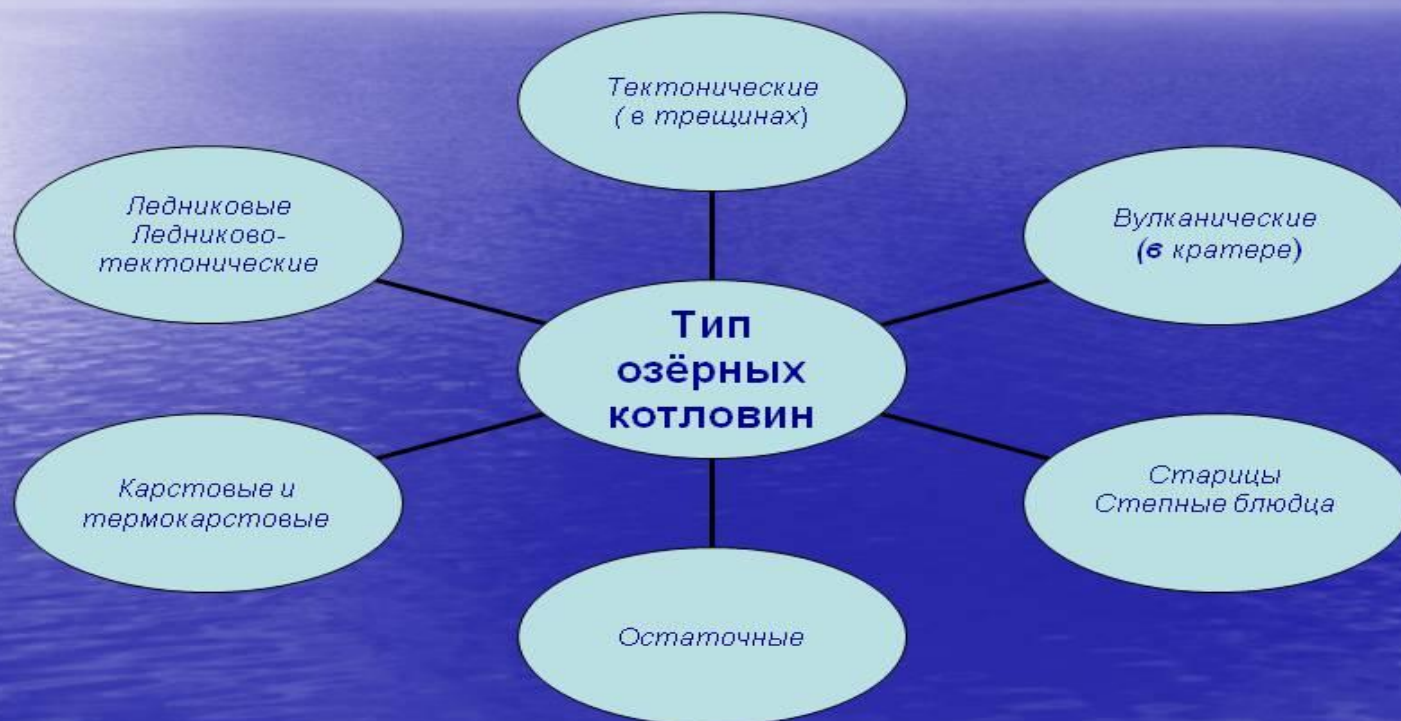 Тектонические
( в трещинах)
Ледниковые
Ледниково-
тектонические
Вулканические
(в кратере)
Тип
озёрных
котловин
Карстовые и
термокарстовые
Старицы
Степные блюдца
Остаточные